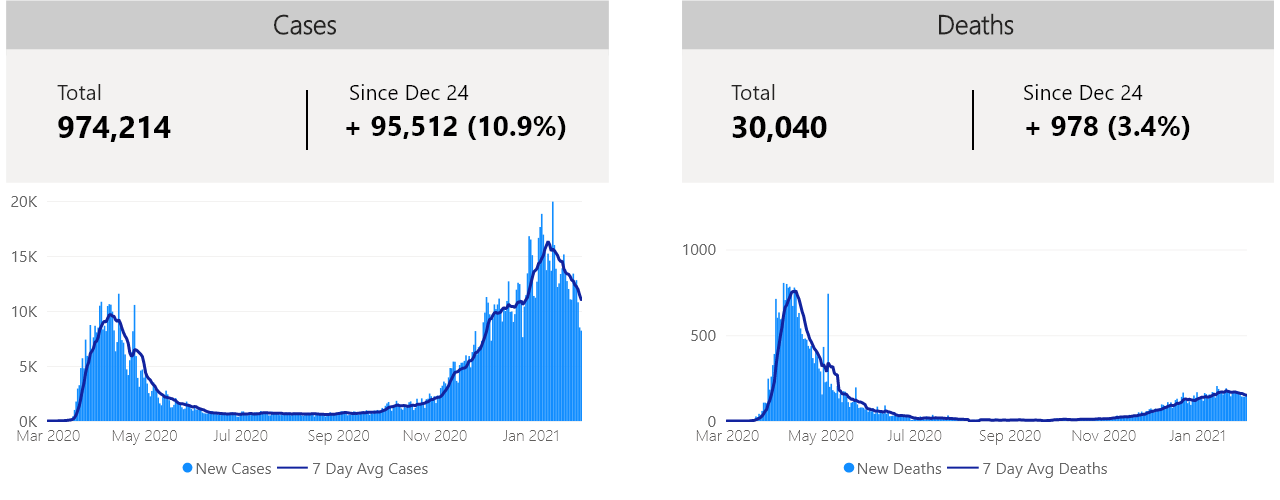 Cases
Total
974,214
Since Dec 24
+ 95,512 (10.9%)
20K
15K
10K
5K
0K
Mar 2020 May 2020 Jul 2020 Sep 2020 Nov 2020 Jan 2021
New Cases 7 Day Avg Cases
Deaths
Total
30,040
Since Dec 24
+ 978 (3.4%)
1000
500
0
Mar 2020 May 2020 Jul 2020 Sep 2020 Nov 2020 Jan 2021
New Deaths 7 Day Avg Deaths